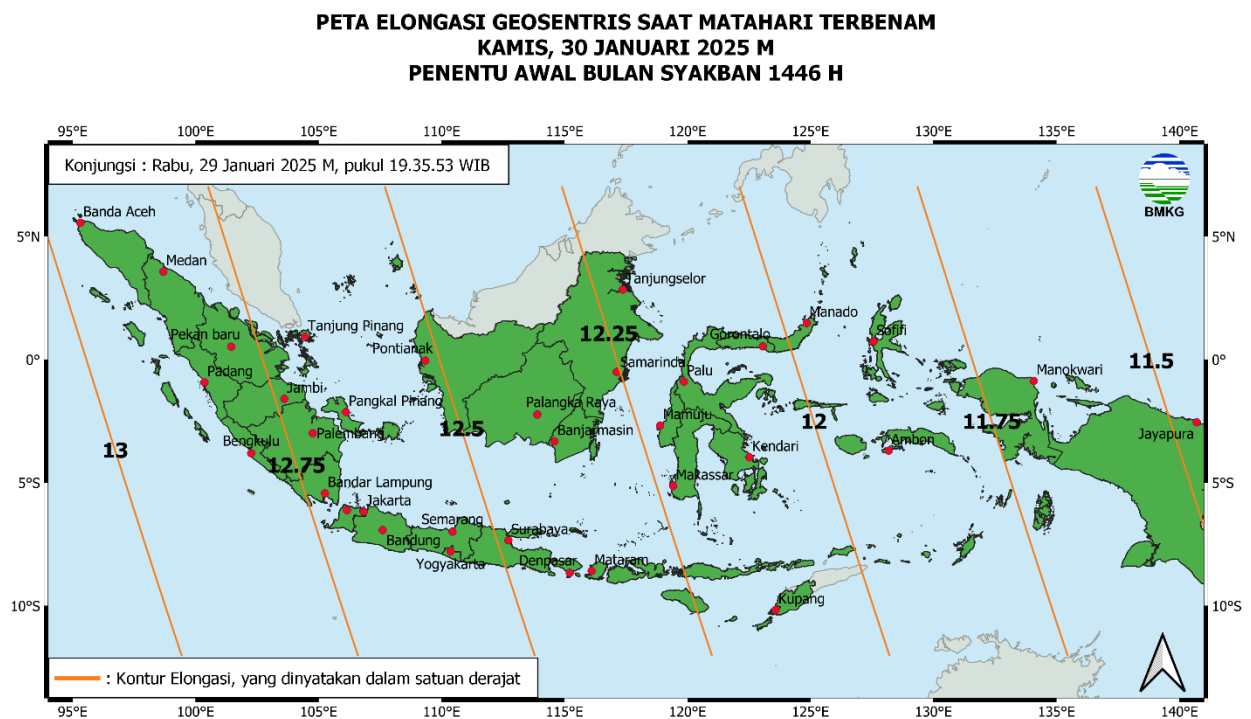 PETA ELONGASI GEOSENTRIS SAAT MATAHARI TERBENAM
KAMIS, 30 JANUARI 2025 M
PENENTU AWAL BULAN SYAKBAN 1446 H
95°E 100°E 105°E 110°E 115°E 120°E 125°E 130°E 135°E 140°E
Konjungsi : Rabu, 29 Januari 2025 M, pukul 19.35.53 WIB
BMKG
Banda Aceh
5°N 5°N
Medan
Tanjungselor
Manado
Tanjung Pinang
Sofifi
Pekan baru
12.25
Gorontalo
Pontianak
0° 0°
11.5
Samarinda
Padang
Palu
Manokwari
Jambi
Pangkal Pinang
Palangka Raya
Mamuju
12
11.75
12.5
Palembang
Banjarmasin
Jayapura
Bengkulu
Kendari
Ambon
13
12.75
Makassar
5°S 5°S
Bandar Lampung
Jakarta
Semarang
Surabaya
Bandung
Yogyakarta
Denpasar
Mataram
Kupang
10°S 10°S
: Kontur Elongasi, yang dinyatakan dalam satuan derajat
95°E 100°E 105°E 110°E 115°E 120°E 125°E 130°E 135°E 140°E